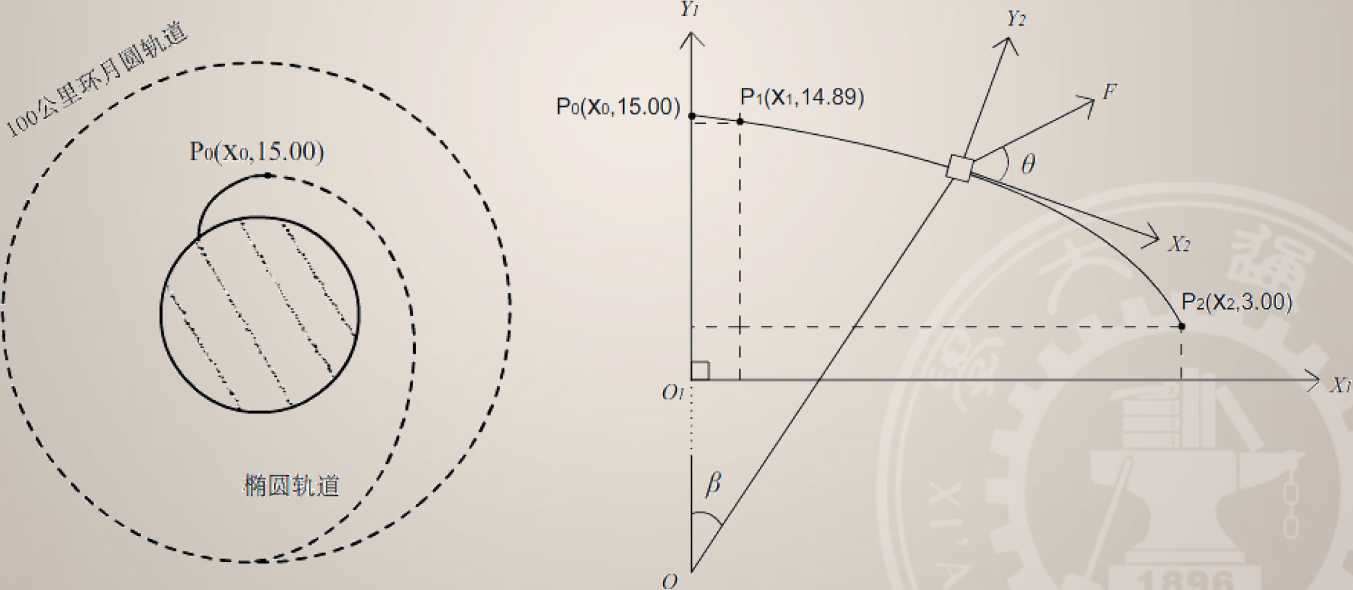 100公里环月圆轨道
P0(X0,15.00)
椭圆轨道
Y1
Y2
P0(X0,15.00)
P1(X1,14.89)
F
θ
X2
P2(X2,3.00)
O1
X1
β
O
XI'A
1896